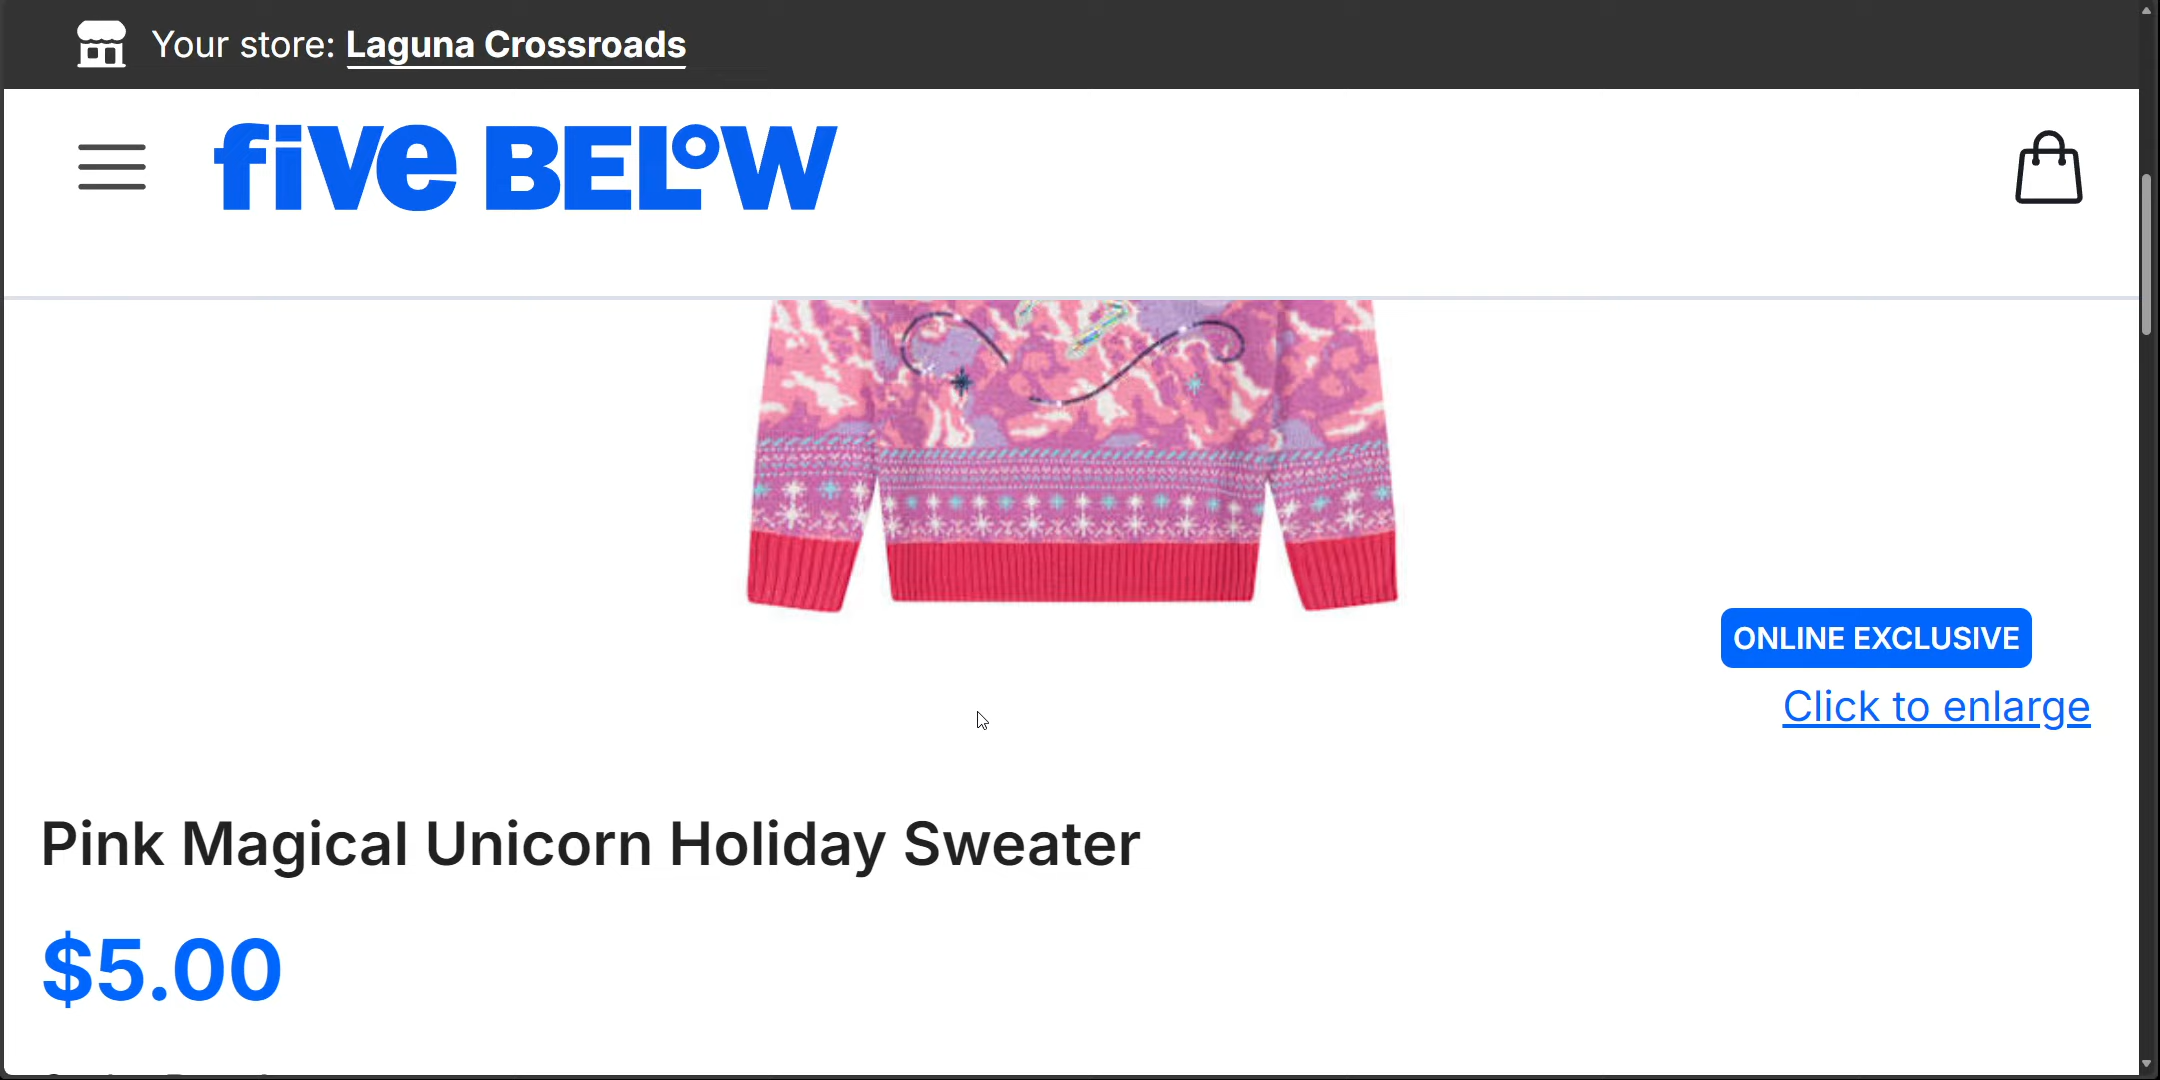 Your store: Laguna Crossroads
five BELOW
ONLINE EXCLUSIVE
Click to enlarge
Pink Magical Unicorn Holiday Sweater
$5.00